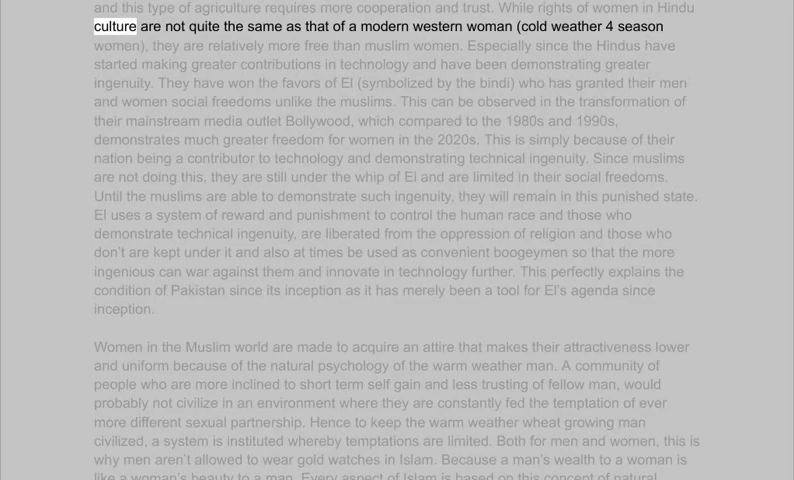 and this type of agriculture requires more cooperation and trust. While rights of women in Hindu
culture are not quite the same as that of a modern western woman (cold weather 4 season
women), they are relatively more free than muslim women. Especially since the Hindus have
started making greater contributions in technology and have been demonstrating greater
ingenuity. They have won the favors of El (symbolized by the bindi) who has granted their men
and women social freedoms unlike the muslims. This can be observed in the transformation of
their mainstream media outlet Bollywood, which compared to the 1980s and 1990s,
demonstrates much greater freedom for women in the 2020s. This is simply because of their
nation being a contributor to technology and demonstrating technical ingenuity. Since muslims
are not doing this, they are still under the whip of El and are limited in their social freedoms.
Until the muslims are able to demonstrate such ingenuity, they will remain in this punished state.
El uses a system of reward and punishment to control the human race and those who
demonstrate technical ingenuity, are liberated from the oppression of religion and those who
don't are kept under it and also at times be used as convenient boogeymen so that the more
ingenious can war against them and innovate in technology further. This perfectly explains the
condition of Pakistan since its inception as it has merely been a tool for El's agenda since
inception.
Women in the Muslim world are made to acquire an attire that makes their attractiveness lower
and uniform because of the natural psychology of the warm weather man. A community of
people who are more inclined to short term self gain and less trusting of fellow man, would
probably not civilize in an environment where they are constantly fed the temptation of ever
more different sexual partnership. Hence to keep the warm weather wheat growing man
civilized, a system is instituted whereby temptations are limited. Both for men and women, this is
why men aren't allowed to wear gold watches in Islam. Because a man's wealth to a woman is
like a woman's beauty to a man. Every aspect of Islam is based on this concept of natural